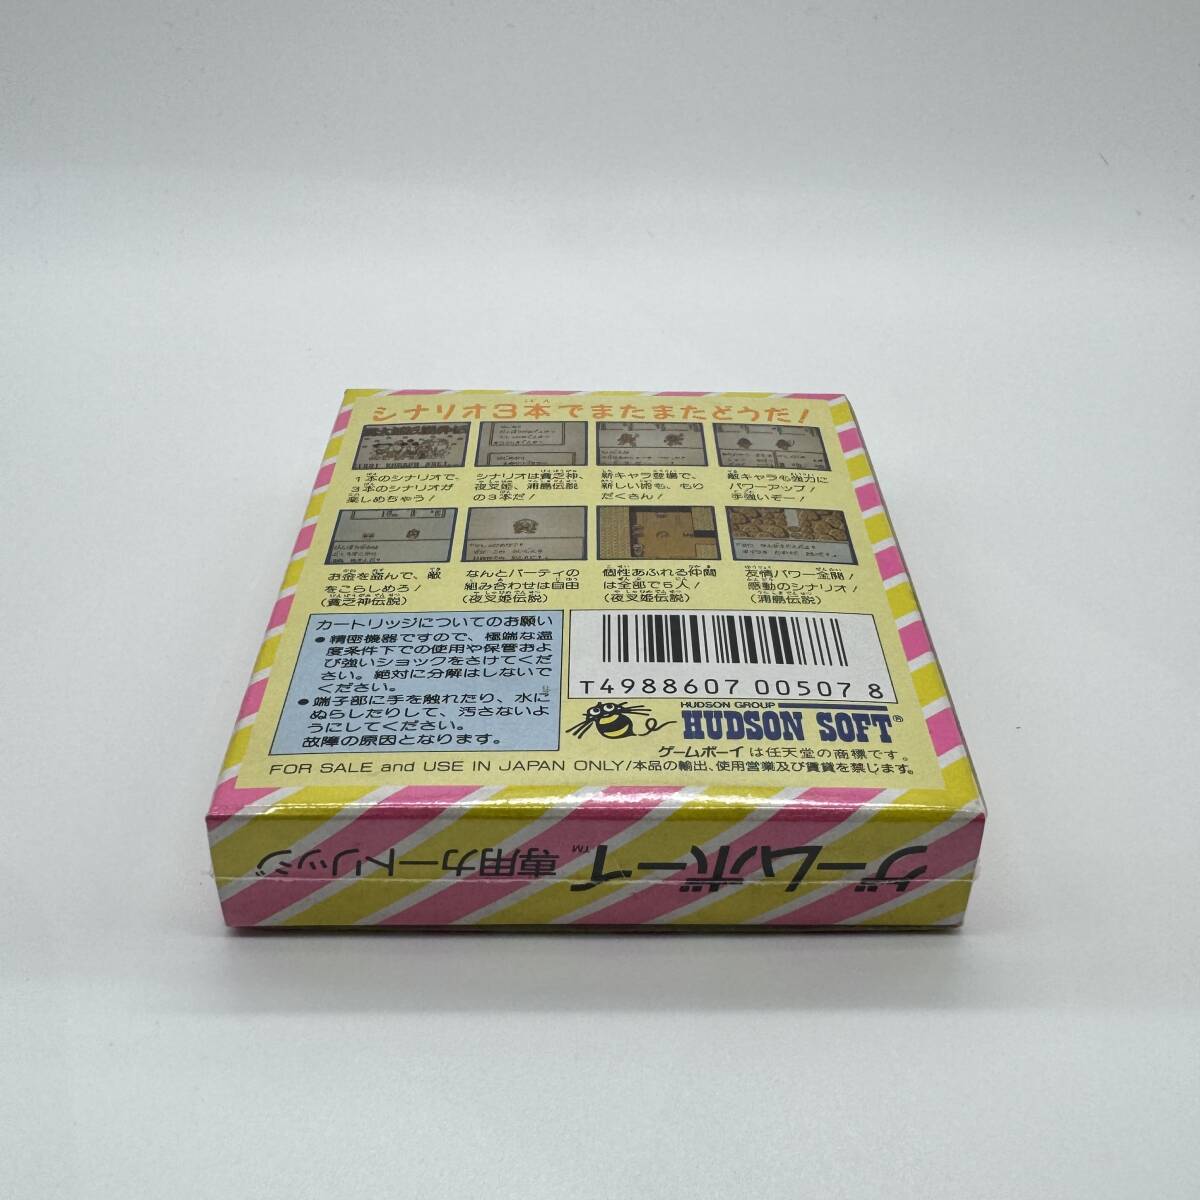 シナリオ3本でまたまたどうだ!
1本のシナリオで、
3本のシナリオが
楽しめちゃう!
シナリオは貧乏神、
夜叉姫、浦島伝説
の3本だ!
新キャラ登場で、
新しい術も、もり
だくさん!
敵キャラも強力に
パワーアップ!
手強いぞー!
お金を盗んで、敵
をこらしめろ!
(貧乏神伝説)
なんとパーティの
組み合わせは自由
(夜叉姫伝説)
個性あふれる仲間
は全部で5人!
(夜叉姫伝説)
友情パワー全開!
感動のシナリオ!
(浦島伝説)
カートリッジについてのお願い
●精密機器ですので、極端な温
度条件下での使用や保管およ
び強いショックをさけてくだ
さい。絶対に分解はしないで
ください。
●端子部に手を触れたり、水に
ぬらしたりして、汚さないよ
うにしてください。
故障の原因となります。
T4988607 00507 8
HUDSON GROUP
HUDSON SOFT®
ゲームボーイは任天堂の商標です。
FOR SALE and USE IN JAPAN ONLY/本品の輸出、使用営業及び賃貸を禁じます。
ゲームボーイ™専用カートリッジ